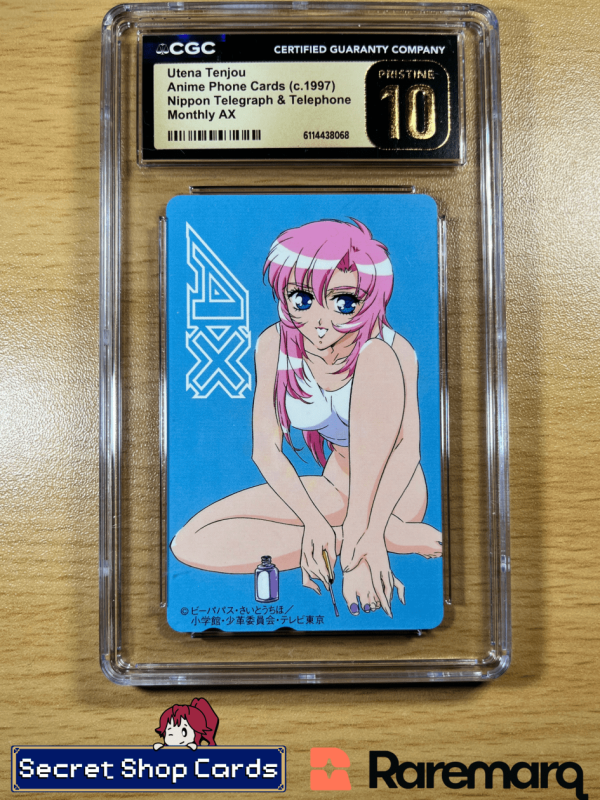 CGC
CERTIFIED GUARANTY COMPANY
Utena Tenjou
Anime Phone Cards (c.1997)
Nippon Telegraph & Telephone
Monthly AX
6114438068
PRISTINE
10
AX
©ビーパパス・さいとうちほ／
小学館・少革委員会・テレビ東京
Secret Shop Cards
Raremarq